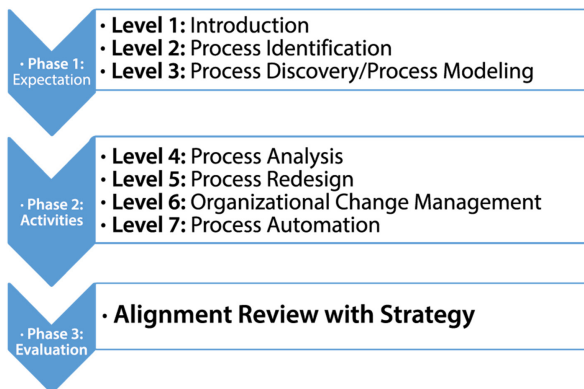 · Phase 1:
Expectation
· Level 1: Introduction
· Level 2: Process Identification
· Level 3: Process Discovery/Process Modeling
· Phase 2:
Activities
· Level 4: Process Analysis
· Level 5: Process Redesign
· Level 6: Organizational Change Management
· Level 7: Process Automation
· Phase 3:
Evaluation
· Alignment Review with Strategy